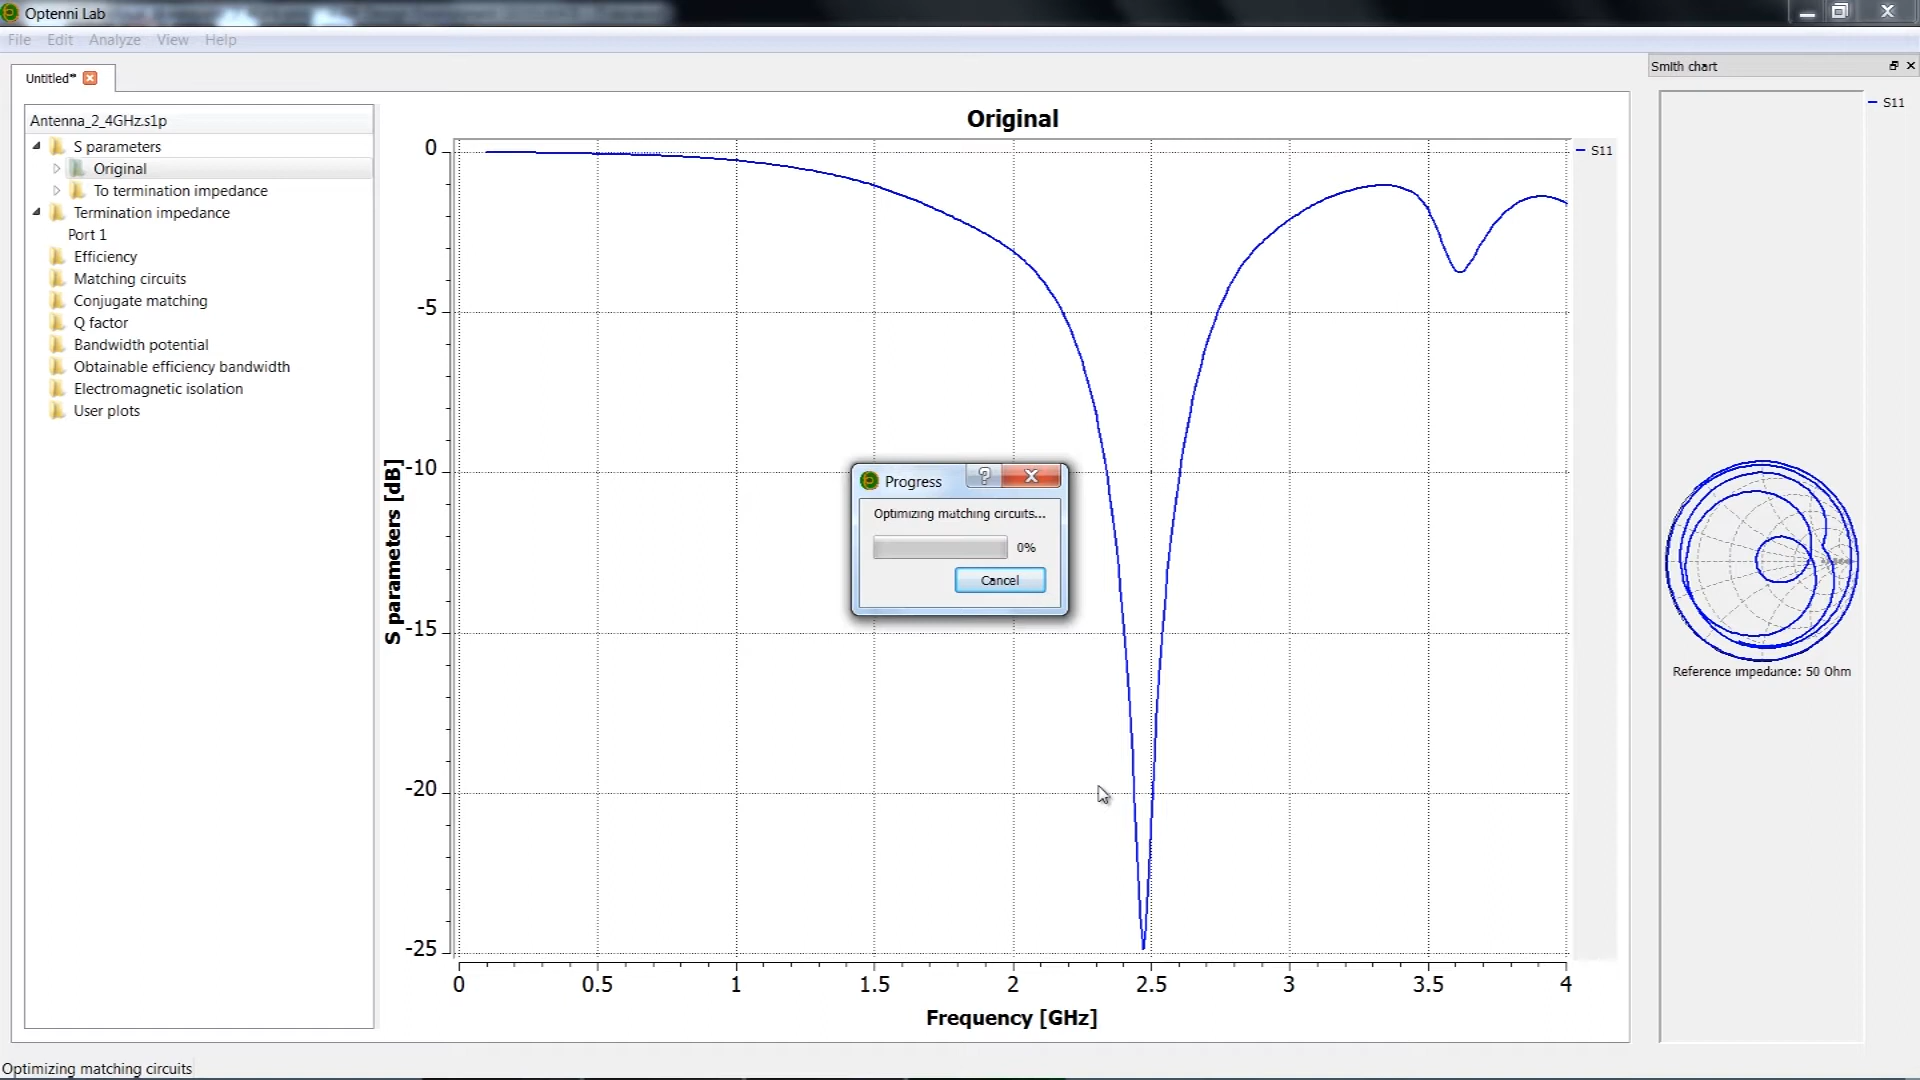 Optenni Lab
File Edit Analyze View Help
Untitled*
Antenna_2_4GHz.s1p
S parameters
Original
To termination impedance
Termination impedance
Port 1
Efficiency
Matching circuits
Conjugate matching
Q factor
Bandwidth potential
Obtainable efficiency bandwidth
Electromagnetic isolation
User plots
Original
S11
0
-5
-10
-15
-20
-25
S parameters [dB]
0 0.5 1 1.5 2 2.5 3 3.5 4
Frequency [GHz]
Progress
Optimizing matching circuits...
0%
Cancel
Smith chart
S11
Reference impedance: 50 Ohm
Optimizing matching circuits